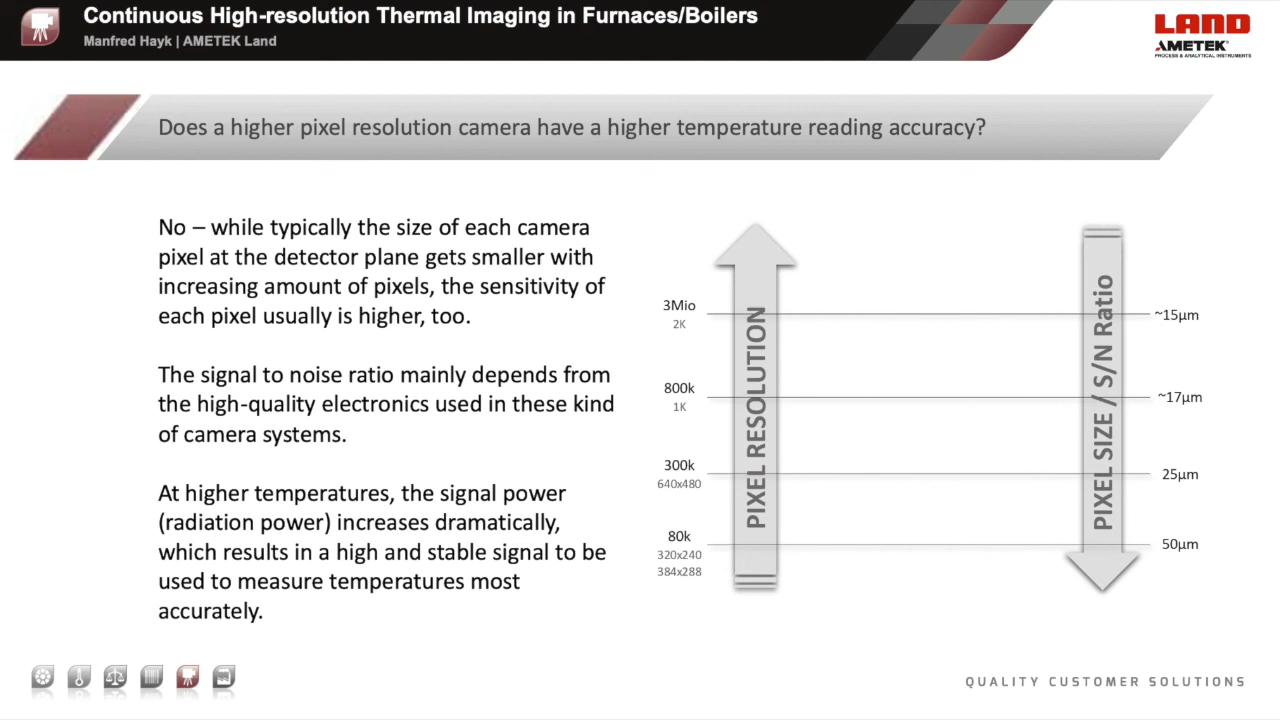 Continuous High-resolution Thermal Imaging in Furnaces/Boilers
Manfred Hayk | AMETEK Land
LAND
AMETEK®
PROCESS & ANALYTICAL INSTRUMENTS
Does a higher pixel resolution camera have a higher temperature reading accuracy?
No – while typically the size of each camera
pixel at the detector plane gets smaller with
increasing amount of pixels, the sensitivity of
each pixel usually is higher, too.
The signal to noise ratio mainly depends from
the high-quality electronics used in these kind
of camera systems.
At higher temperatures, the signal power
(radiation power) increases dramatically,
which results in a high and stable signal to be
used to measure temperatures most
accurately.
3Mio
2K
800k
1K
300k
640x480
80k
320x240
384x288
PIXEL RESOLUTION
PIXEL SIZE / S/N Ratio
~15µm
~17µm
25µm
50µm
QUALITY CUSTOMER SOLUTIONS